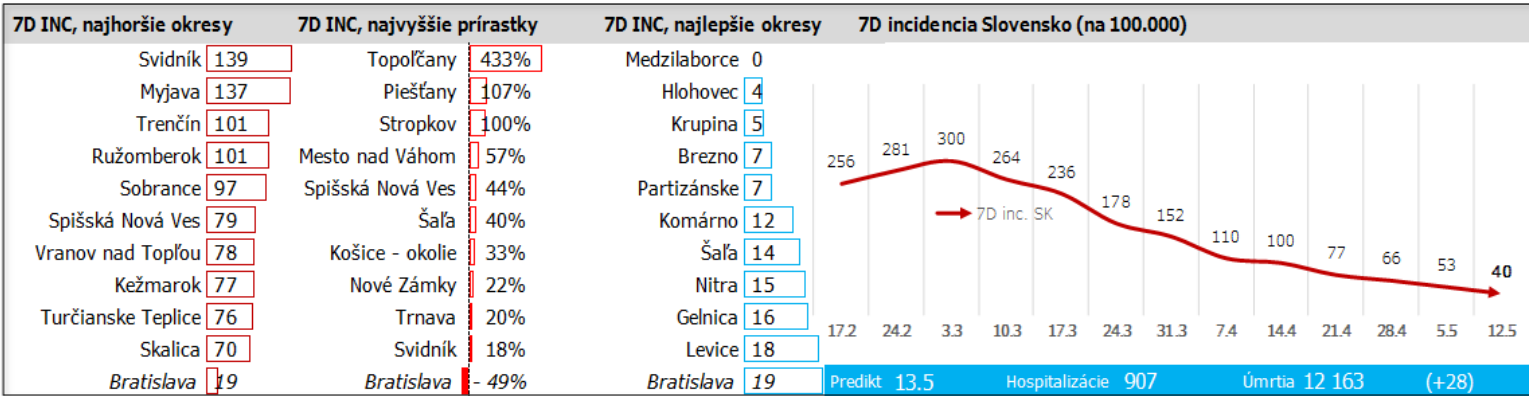 7D INC, najhoršie okresy
Svidník 139
Myjava 137
Trenčín 101
Ružomberok 101
Sobrance 97
Spišská Nová Ves 79
Vranov nad Topľou 78
Kežmarok 77
Turčianske Teplice 76
Skalica 70
Bratislava 19
7D INC, najvyššie prírastky
Topoľčany 433%
Piešťany 107%
Stropkov 100%
Mesto nad Váhom 57%
Spišská Nová Ves 44%
Šaľa 40%
Košice - okolie 33%
Nové Zámky 22%
Trnava 20%
Svidník 18%
Bratislava - 49%
7D INC, najlepšie okresy
Medzilaborce 0
Hlohovec 4
Krupina 5
Brezno 7
Partizánske 7
Komárno 12
Šaľa 14
Nitra 15
Gelnica 16
Levice 18
Bratislava 19
7D incidencia Slovensko (na 100.000)
256 281 300 264 236 178 152 110 100 77 66 53 40
7D inc. SK
17.2 24.2 3.3 10.3 17.3 24.3 31.3 7.4 14.4 21.4 28.4 5.5 12.5
Predikt 13.5 Hospitalizácie 907 Úmrtia 12 163 (+28)